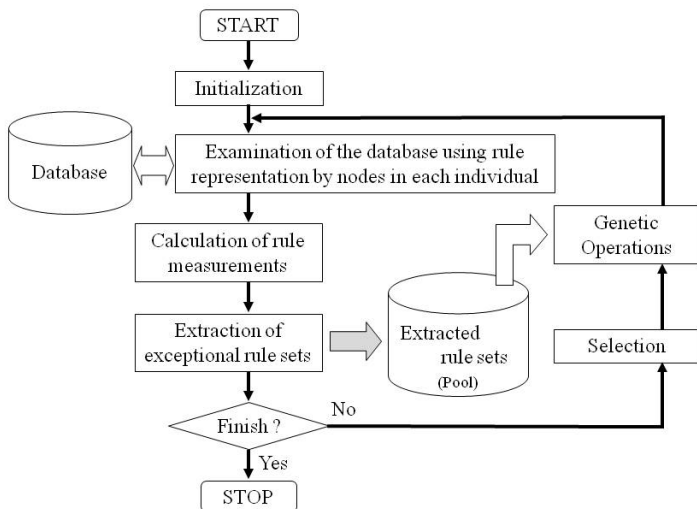 START
Initialization
Database
Examination of the database using rule
representation by nodes in each individual
Calculation of rule
measurements
Genetic
Operations
Extraction of
exceptional rule sets
Extracted
rule sets
(Pool)
Selection
Finish ?
No
Yes
STOP